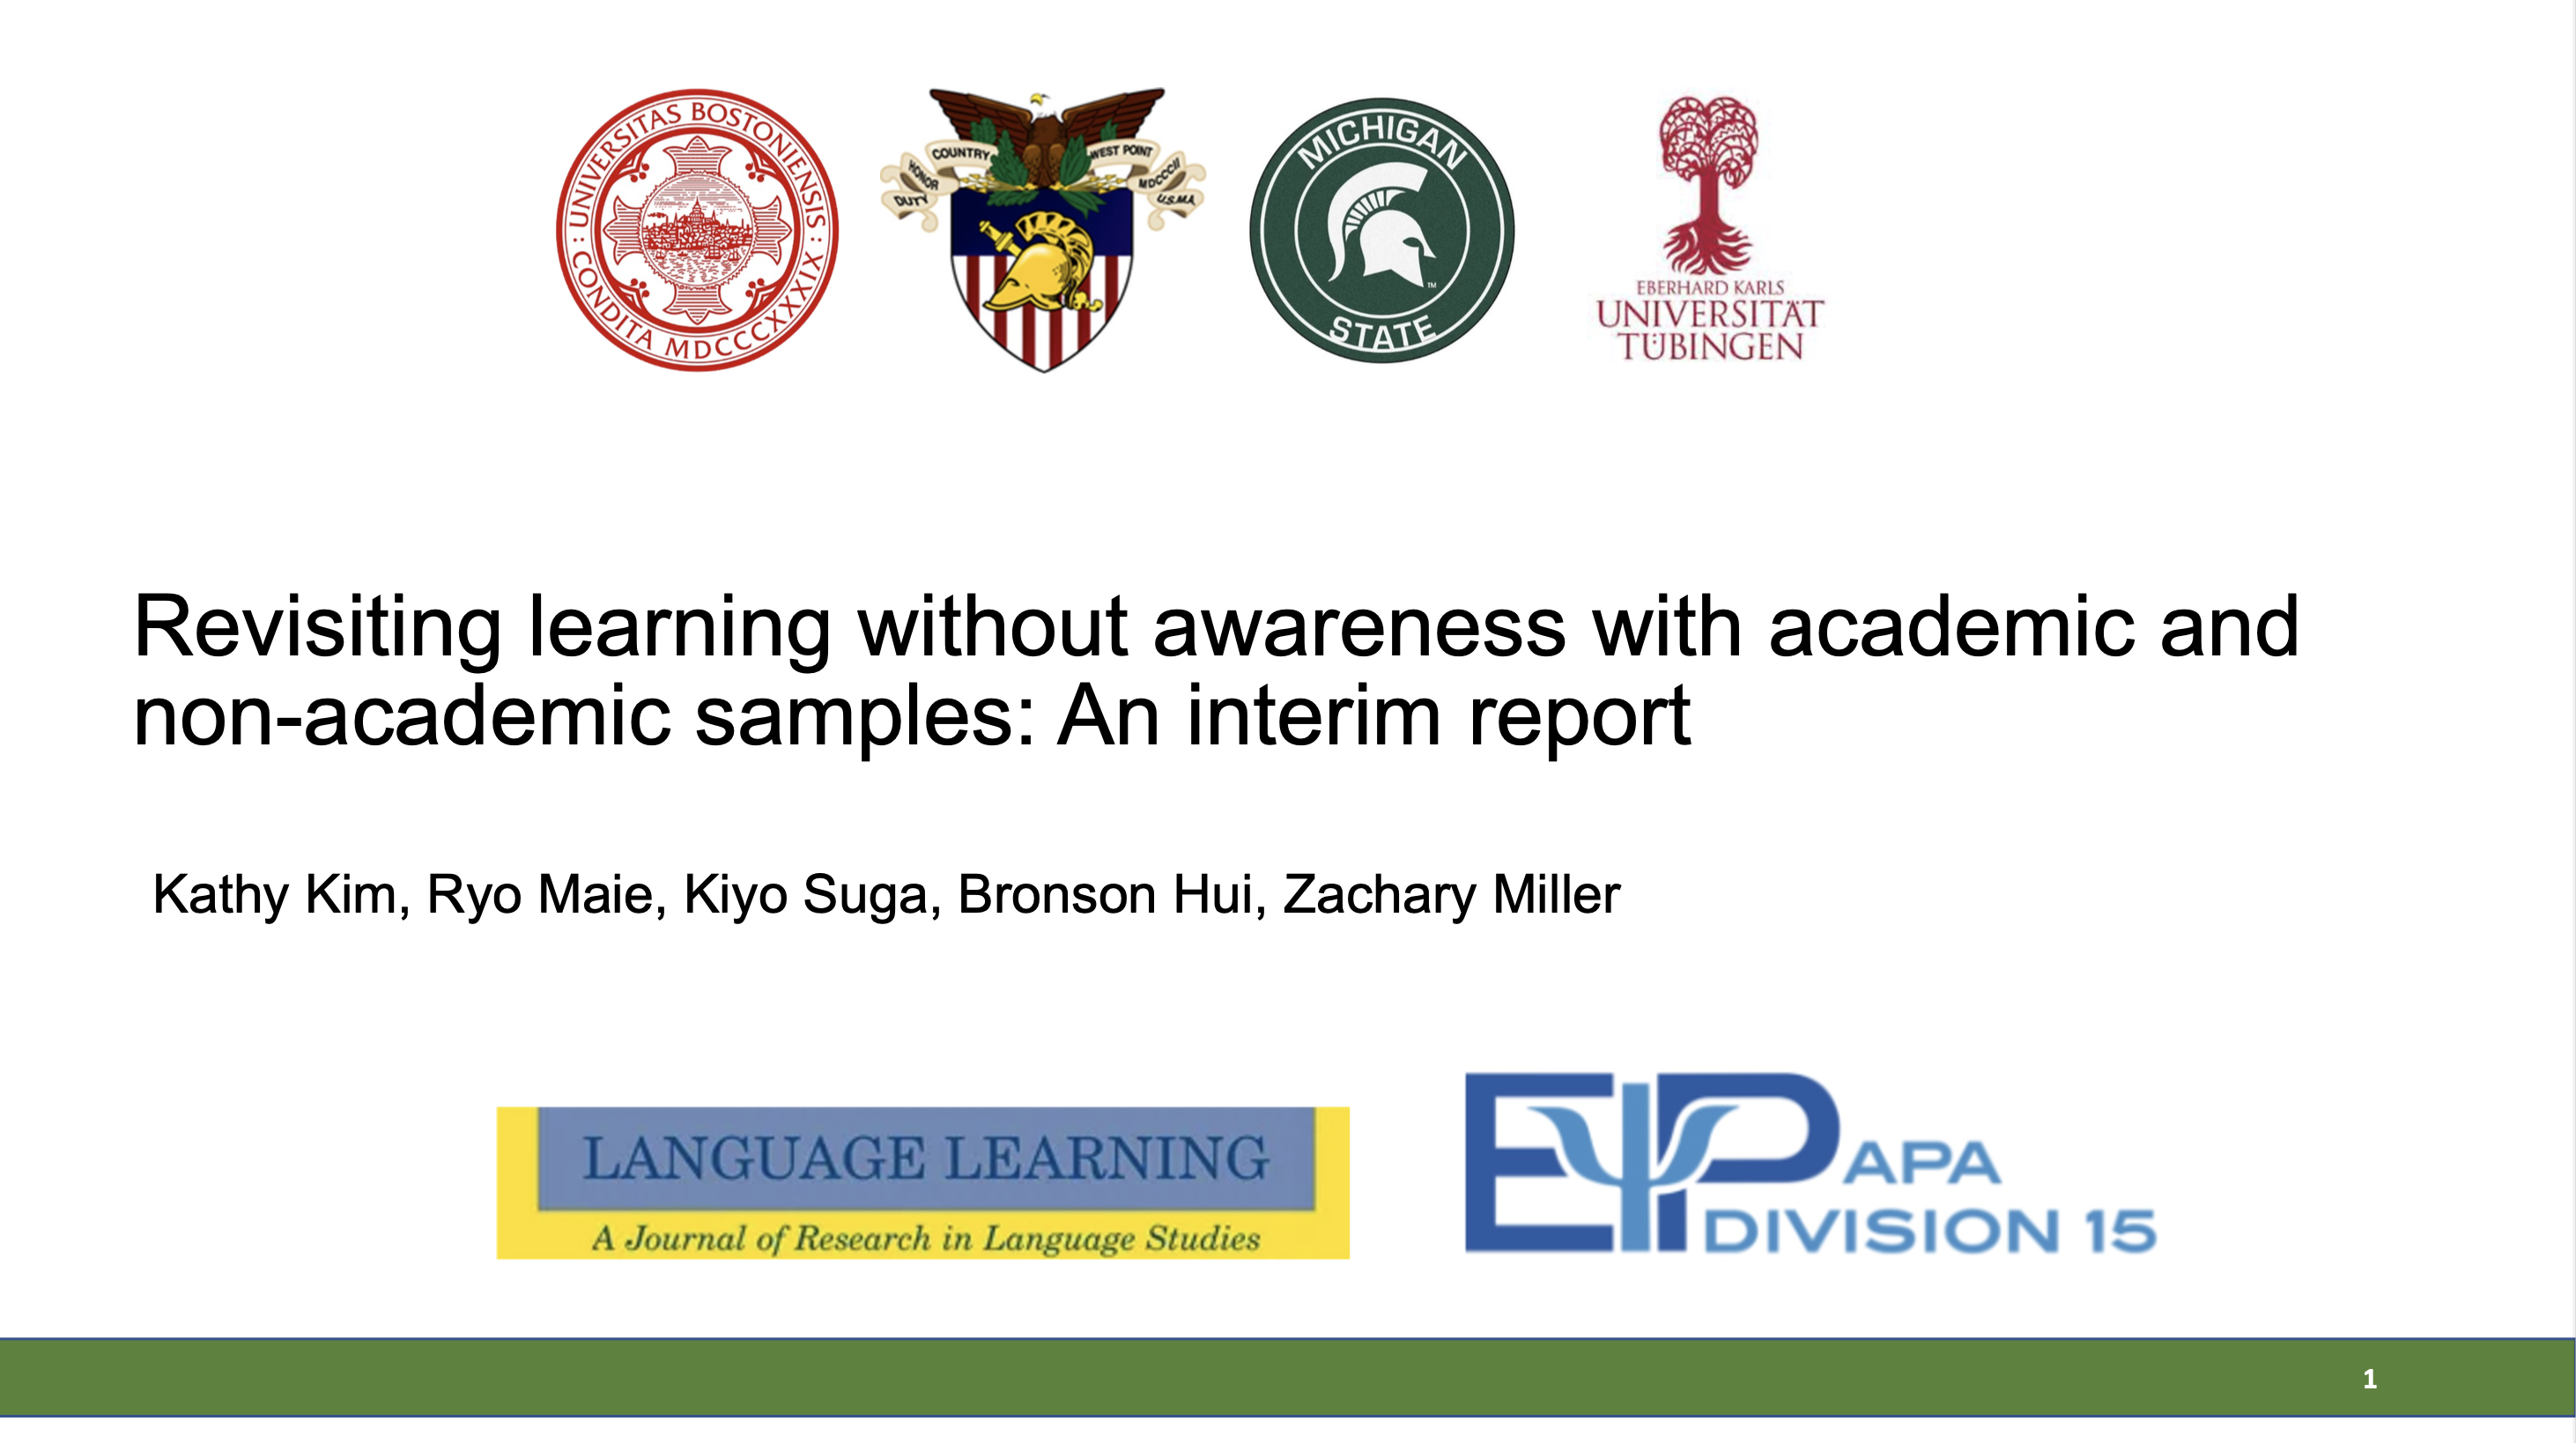 : UNIVERSITAS BOSTONIENSIS :
CONDITA MDCCCXXXIX
DUTY HONOR COUNTRY
WEST POINT MDCCCII U.S.M.A
MICHIGAN
STATE
TM
EBERHARD KARLS
UNIVERSITÄT
TÜBINGEN
Revisiting learning without awareness with academic and
non-academic samples: An interim report
Kathy Kim, Ryo Maie, Kiyo Suga, Bronson Hui, Zachary Miller
LANGUAGE LEARNING
A Journal of Research in Language Studies
EΨP APA
DIVISION 15
1